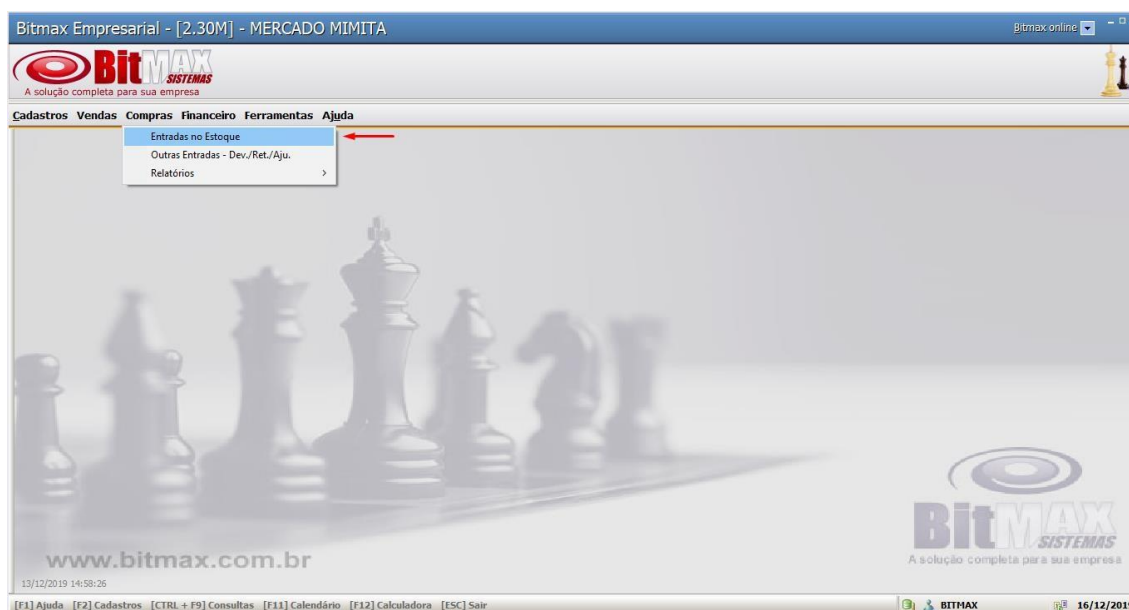 Bitmax Empresarial - [2.30M] - MERCADO MIMITA
Bitmax online
BitMAX
SISTEMAS
A solução completa para sua empresa
Cadastros Vendas Compras Financeiro Ferramentas Ajuda
Entradas no Estoque
Outras Entradas - Dev./Ret./Aju.
Relatórios
BitMAX
SISTEMAS
A solução completa para sua empresa
www.bitmax.com.br
13/12/2019 14:58:26
[F1] Ajuda [F2] Cadastros [CTRL + F9] Consultas [F11] Calendário [F12] Calculadora [ESC] Sair
BITMAX
16/12/201